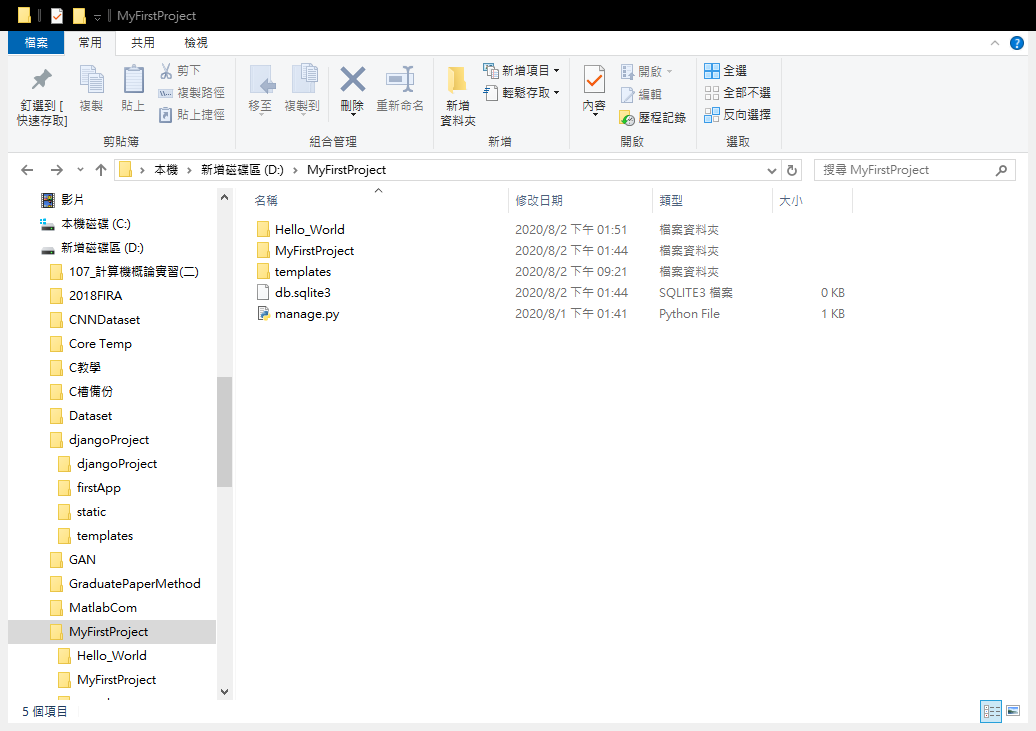 MyFirstProject
檔案 常用 共用 檢視
釘選到 [快速存取]
複製
貼上
剪下
複製路徑
貼上捷徑
移至
複製到
刪除
重新命名
新增資料夾
新增項目
輕鬆存取
內容
開啟
編輯
歷程記錄
全選
全部不選
反向選擇
剪貼簿 組合管理 新增 開啟 選取
本機 › 新增磁碟區 (D:) › MyFirstProject
搜尋 MyFirstProject
影片
本機磁碟 (C:)
新增磁碟區 (D:)
107_計算機概論實習(二)
2018FIRA
CNNDataset
Core Temp
C教學
C槽備份
Dataset
djangoProject
djangoProject
firstApp
static
templates
GAN
GraduatePaperMethod
MatlabCom
MyFirstProject
Hello_World
MyFirstProject
名稱 修改日期 類型 大小
Hello_World 2020/8/2 下午 01:51 檔案資料夾
MyFirstProject 2020/8/2 下午 01:44 檔案資料夾
templates 2020/8/2 下午 09:21 檔案資料夾
db.sqlite3 2020/8/2 下午 01:44 SQLITE3 檔案 0 KB
manage.py 2020/8/1 下午 01:41 Python File 1 KB
5 個項目